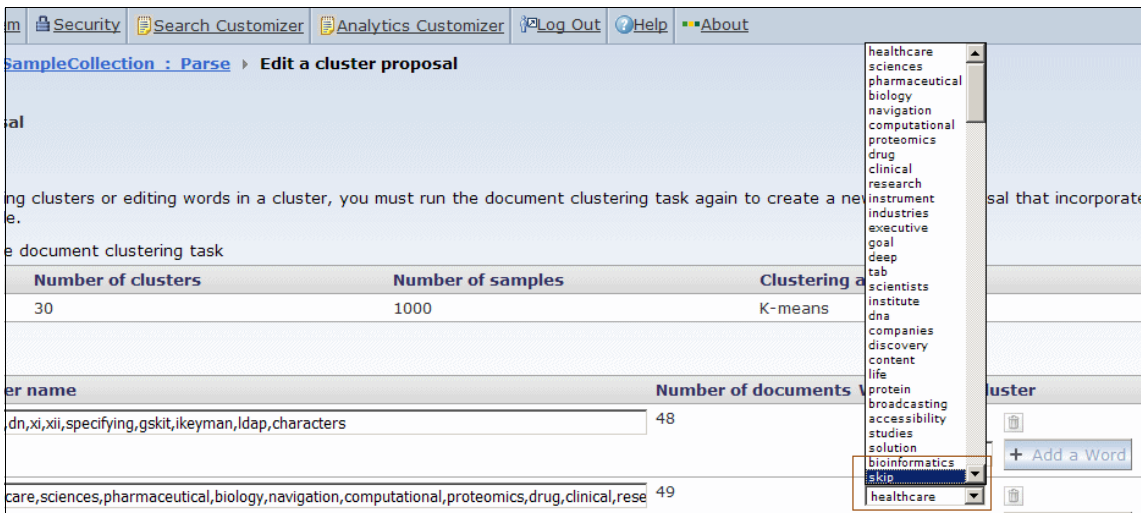 m Security Search Customizer Analytics Customizer Log Out Help About
SampleCollection : Parse Edit a cluster proposal
sal
ing clusters or editing words in a cluster, you must run the document clustering task again to create a ne sal that incorporate
e.
e document clustering task
Number of clusters Number of samples Clustering a
30 1000 K-means
er name Number of documents W luster
,dn,xi,xii,specifying,gskit,ikeyman,ldap,characters 48
+ Add a Word
care,sciences,pharmaceutical,biology,navigation,computational,proteomics,drug,clinical,rese 49 healthcare
healthcare
sciences
pharmaceutical
biology
navigation
computational
proteomics
drug
clinical
research
instrument
industries
executive
goal
deep
tab
scientists
institute
dna
companies
discovery
content
life
protein
broadcasting
accessibility
studies
solution
bioinformatics
skip